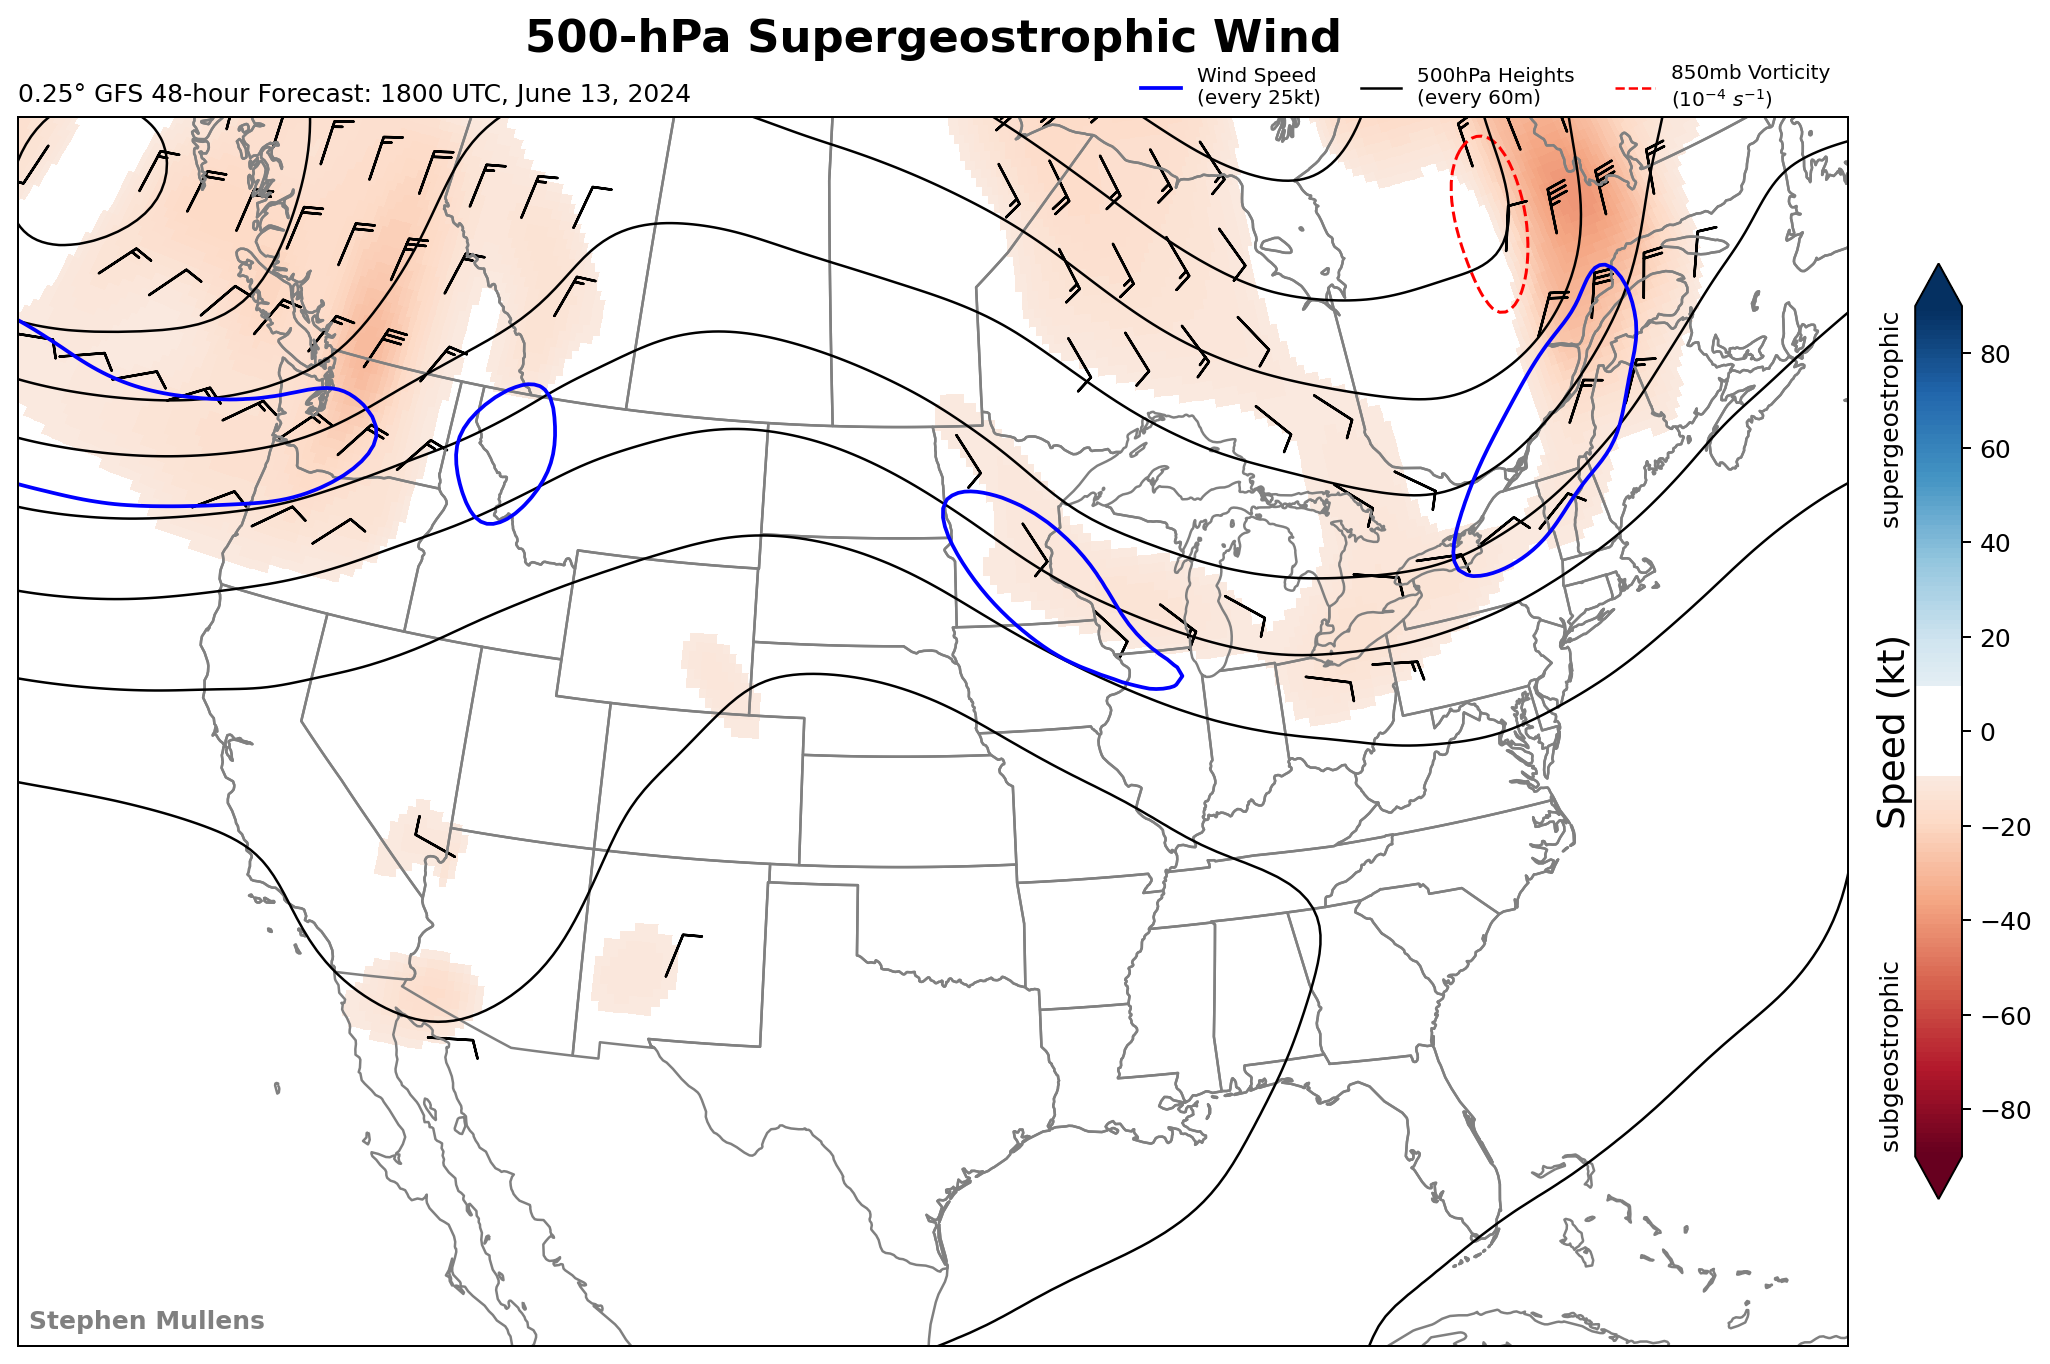 500-hPa Supergeostrophic Wind
0.25° GFS 48-hour Forecast: 1800 UTC, June 13, 2024
Wind Speed
(every 25kt)
500hPa Heights
(every 60m)
850mb Vorticity
(10⁻⁴ s⁻¹)
supergeostrophic
Speed (kt)
subgeostrophic
80
60
40
20
0
−20
−40
−60
−80
Stephen Mullens